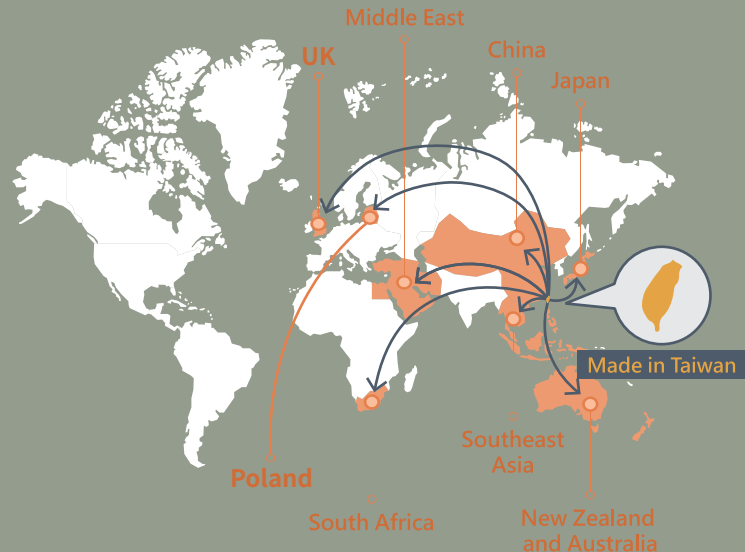 Middle East
UK
China
Japan
Made in Taiwan
Southeast
Asia
Poland
South Africa
New Zealand
and Australia